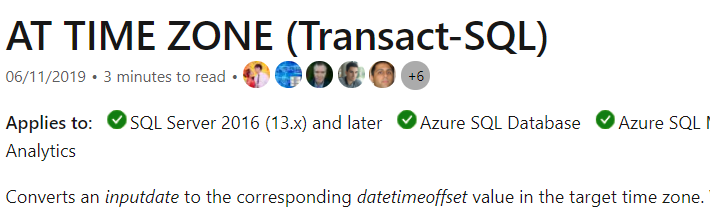 AT TIME ZONE (Transact-SQL)
06/11/2019 • 3 minutes to read • +6
Applies to: SQL Server 2016 (13.x) and later Azure SQL Database Azure SQL
Analytics
Converts an inputdate to the corresponding datetimeoffset value in the target time zone.